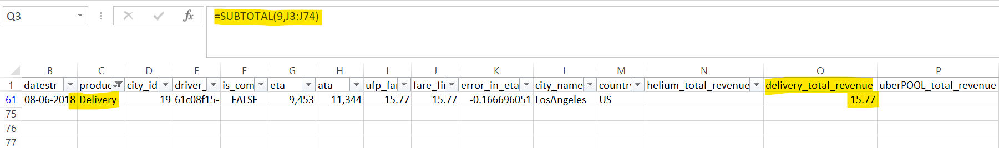 Q3 fx =SUBTOTAL(9,J3:J74)
B C D E F G H I J K L M N O P
1 datestr produc city_id driver_ is_com eta ata ufp_fa fare_fi error_in_eta city_name country helium_total_revenue delivery_total_revenue uberPOOL_total_revenue
61 08-06-2018 Delivery 19 61c08f15- FALSE 9,453 11,344 15.77 15.77 -0.166696051 LosAngeles US 15.77
75
76
77